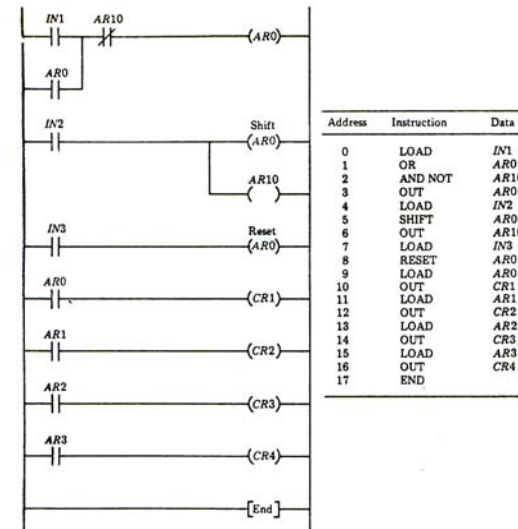 IN1 AR10
(AR0)
AR0
IN2 Shift
(AR0)
AR10
( )
IN3 Reset
(AR0)
AR0
(CR1)
AR1
(CR2)
AR2
(CR3)
AR3
(CR4)
[End]
Address Instruction Data
0 LOAD IN1
1 OR AR0
2 AND NOT AR10
3 OUT AR0
4 LOAD IN2
5 SHIFT AR0
6 OUT AR10
7 LOAD IN3
8 RESET AR0
9 LOAD AR0
10 OUT CR1
11 LOAD AR1
12 OUT CR2
13 LOAD AR2
14 OUT CR3
15 LOAD AR3
16 OUT CR4
17 END